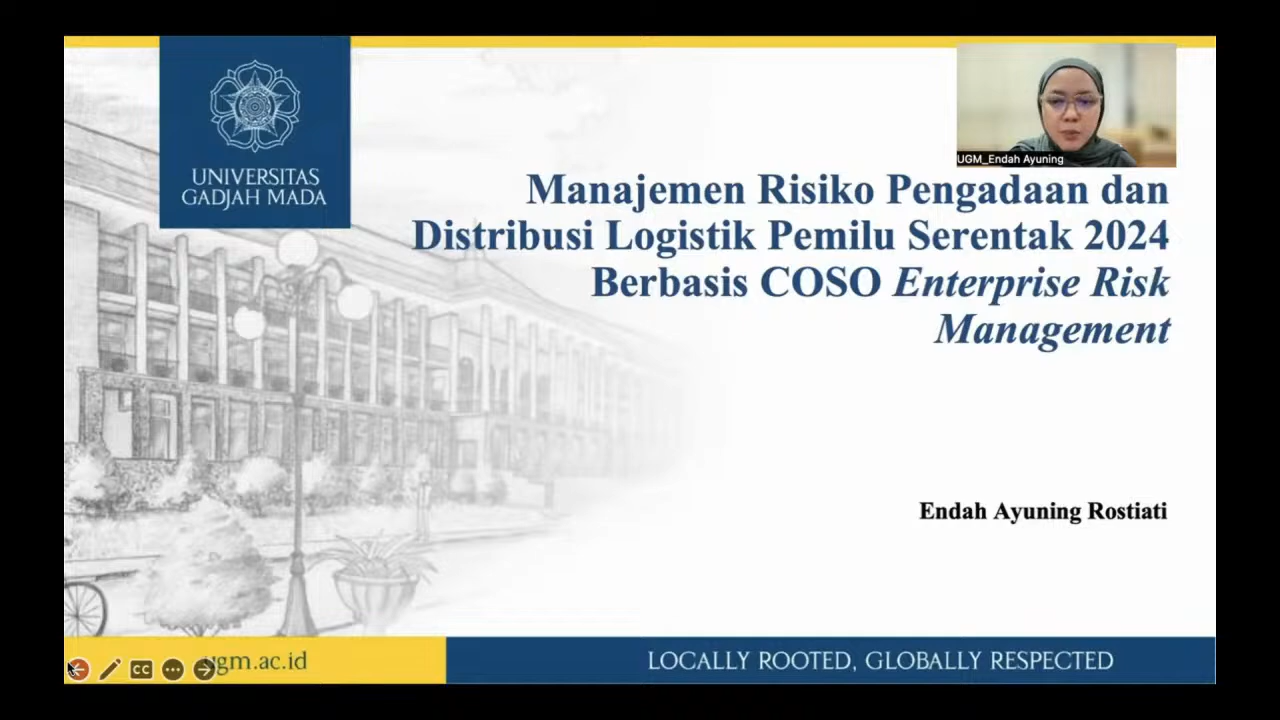 UNIVERSITAS
GADJAH MADA
UGM_Endah Ayuning
Manajemen Risiko Pengadaan dan
Distribusi Logistik Pemilu Serentak 2024
Berbasis COSO Enterprise Risk
Management
Endah Ayuning Rostiati
CC
ugm.ac.id
LOCALLY ROOTED, GLOBALLY RESPECTED